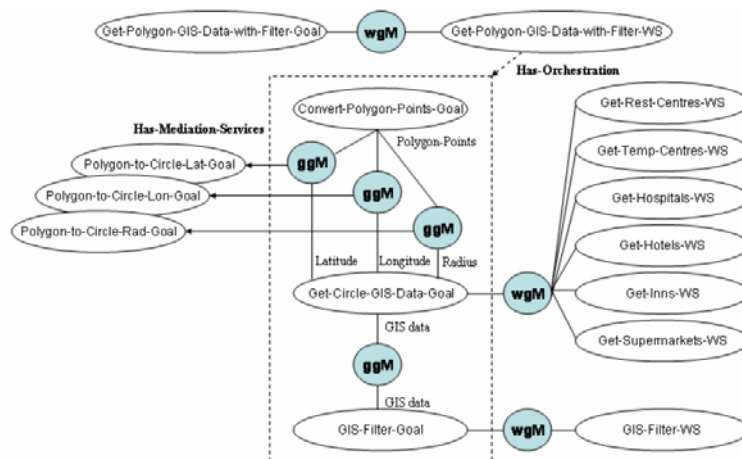 Get-Polygon-GIS-Data-with-Filter-Goal
wgM
Get-Polygon-GIS-Data-with-Filter-WS
Has-Orchestration
Convert-Polygon-Points-Goal
Get-Rest-Centres-WS
Has-Mediation-Services
Polygon-Points
Get-Temp-Centres-WS
Polygon-to-Circle-Lat-Goal
ggM
Polygon-to-Circle-Lon-Goal
ggM
Get-Hospitals-WS
Polygon-to-Circle-Rad-Goal
ggM
Get-Hotels-WS
Latitude
Longitude
Radius
Get-Circle-GIS-Data-Goal
wgM
Get-Inns-WS
GIS data
Get-Supermarkets-WS
ggM
GIS data
GIS-Filter-Goal
wgM
GIS-Filter-WS